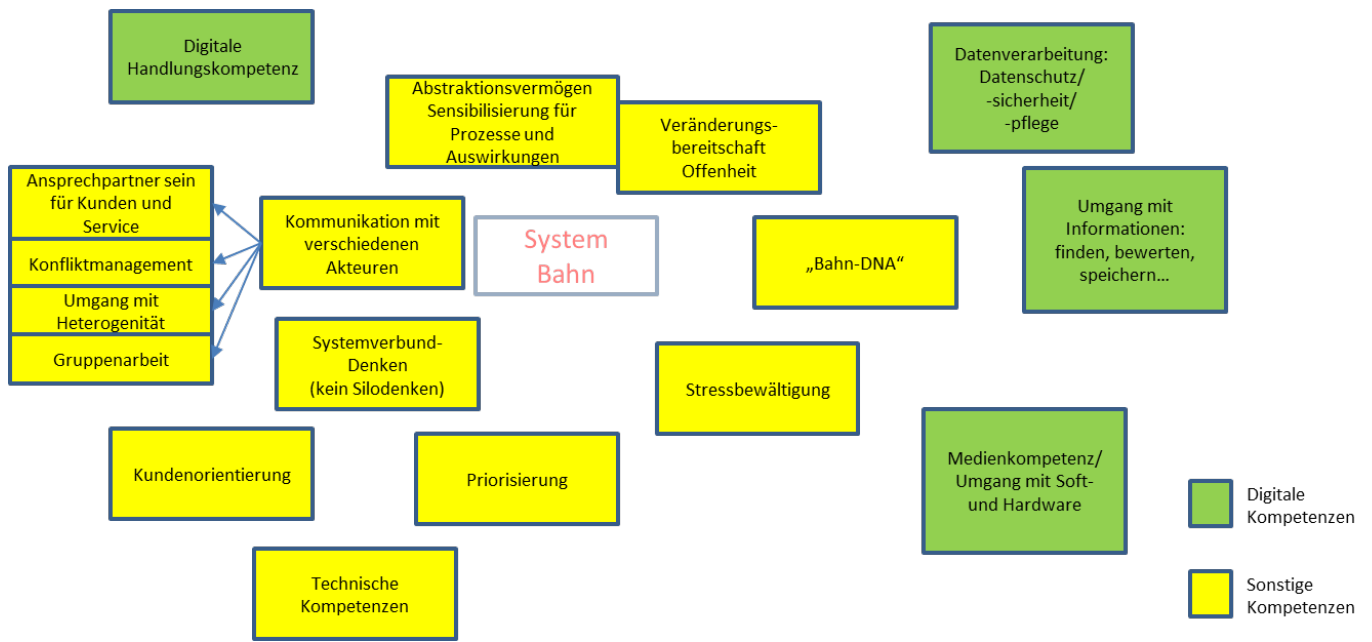 Digitale
Handlungskompetenz
Datenverarbeitung:
Datenschutz/
-sicherheit/
-pflege
Abstraktionsvermögen
Sensibilisierung für
Prozesse und
Auswirkungen
Veränderungs-
bereitschaft
Offenheit
Ansprechpartner sein
für Kunden und
Service
Konfliktmanagement
Umgang mit
Heterogenität
Gruppenarbeit
Kommunikation mit
verschiedenen
Akteuren
System
Bahn
„Bahn-DNA“
Umgang mit
Informationen:
finden, bewerten,
speichern…
Systemverbund-
Denken
(kein Silodenken)
Stressbewältigung
Kundenorientierung
Priorisierung
Medienkompetenz/
Umgang mit Soft-
und Hardware
Technische
Kompetenzen
Digitale
Kompetenzen
Sonstige
Kompetenzen